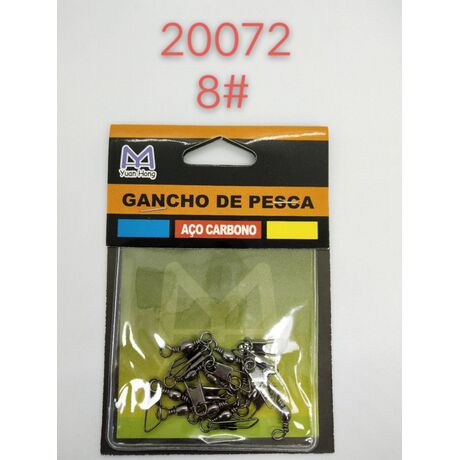 20072
8#
Yuan Hong
GANCHO DE PESCA
AÇO CARBONO